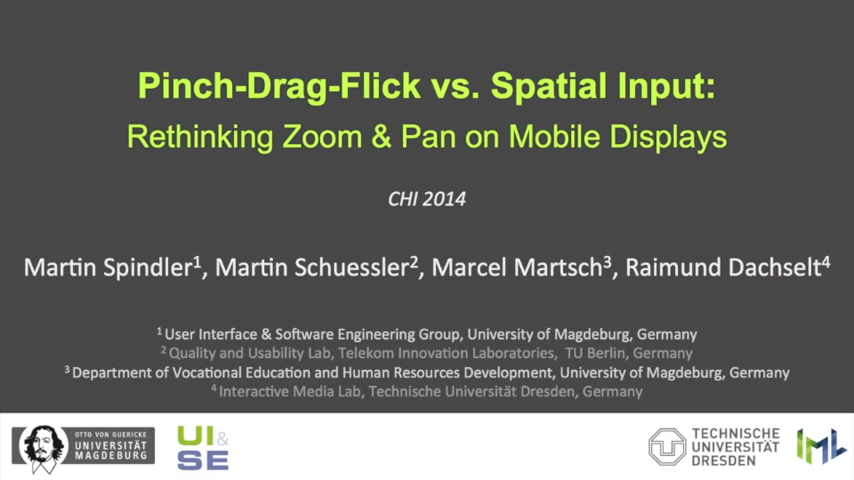 Pinch-Drag-Flick vs. Spatial Input:
Rethinking Zoom & Pan on Mobile Displays
CHI 2014
Martin Spindler¹, Martin Schuessler², Marcel Martsch³, Raimund Dachselt⁴
¹ User Interface & Software Engineering Group, University of Magdeburg, Germany
² Quality and Usability Lab, Telekom Innovation Laboratories, TU Berlin, Germany
³ Department of Vocational Education and Human Resources Development, University of Magdeburg, Germany
⁴ Interactive Media Lab, Technische Universität Dresden, Germany
OTTO VON GUERICKE
UNIVERSITÄT
MAGDEBURG
UI&
SE
TECHNISCHE
UNIVERSITÄT
DRESDEN
IML